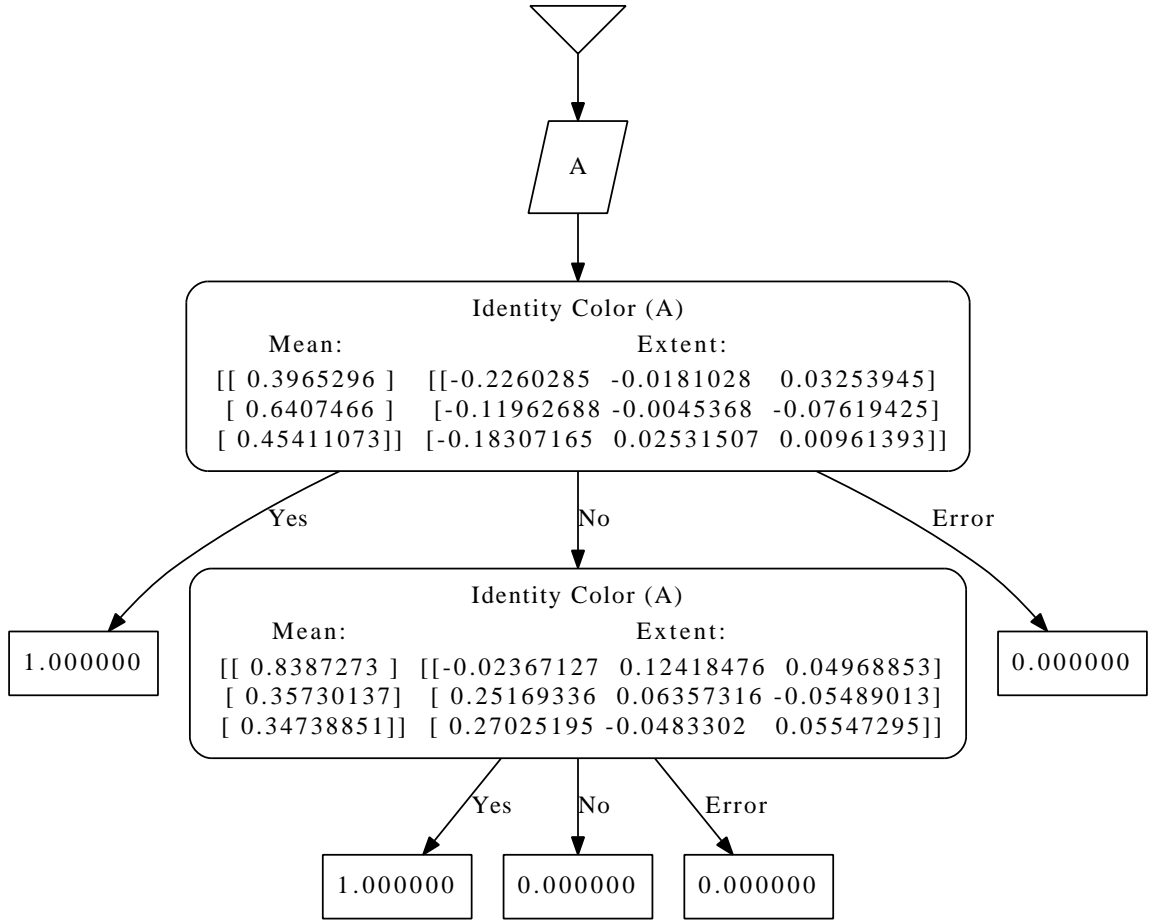 A
Identity Color (A)
Mean: Extent:
[[ 0.3965296 ] [[-0.2260285 -0.0181028 0.03253945]
[ 0.6407466 ] [-0.11962688 -0.0045368 -0.07619425]
[ 0.45411073]] [-0.18307165 0.02531507 0.00961393]]
Yes No Error
Identity Color (A)
Mean: Extent:
1.000000 [[ 0.8387273 ] [[-0.02367127 0.12418476 0.04968853] 0.000000
[ 0.35730137] [ 0.25169336 0.06357316 -0.05489013]
[ 0.34738851]] [ 0.27025195 -0.0483302 0.05547295]]
Yes No Error
1.000000 0.000000 0.000000